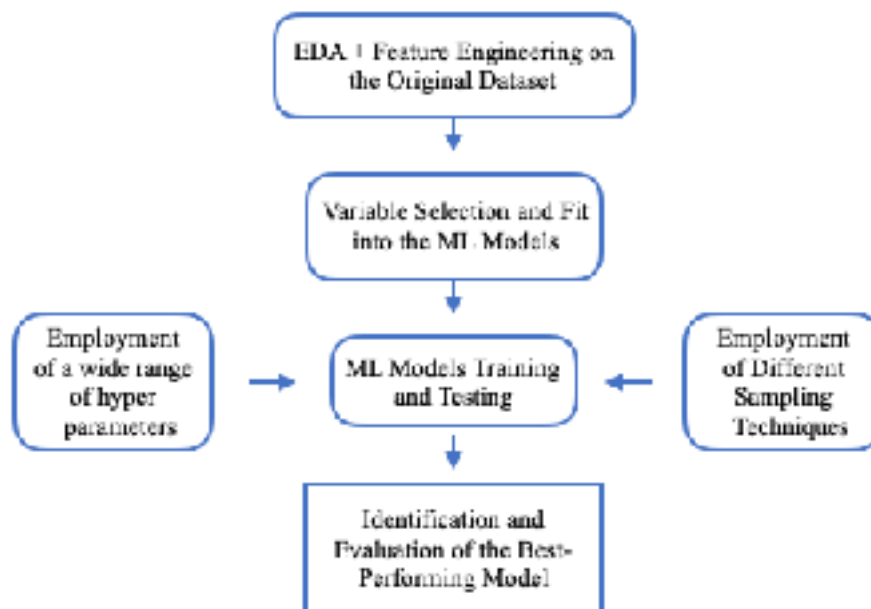 EDA + Feature Engineering on
the Original Dataset
Variable Selection and Fit
into the ML Models
Employment
of a wide range
of hyper
parameters
ML Models Training
and Testing
Employment
of Different
Sampling
Techniques
Identification and
Evaluation of the Best-
Performing Model